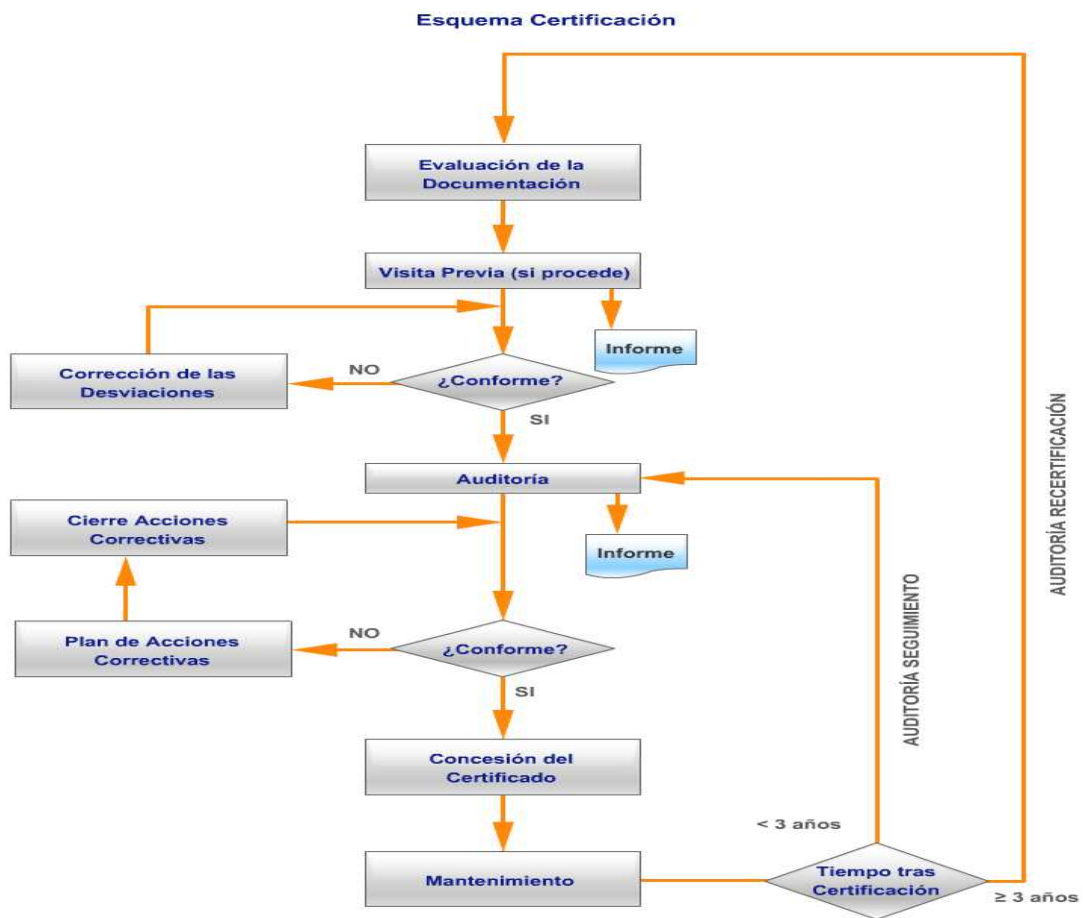 Esquema Certificación
Evaluación de la
Documentación
Visita Previa (si procede)
Informe
Corrección de las
Desviaciones
NO
¿Conforme?
SI
Auditoría
Informe
Cierre Acciones
Correctivas
Plan de Acciones
Correctivas
NO
¿Conforme?
SI
Concesión del
Certificado
Mantenimiento
< 3 años
Tiempo tras
Certificación
≥ 3 años
AUDITORÍA SEGUIMIENTO
AUDITORÍA RECERTIFICACIÓN